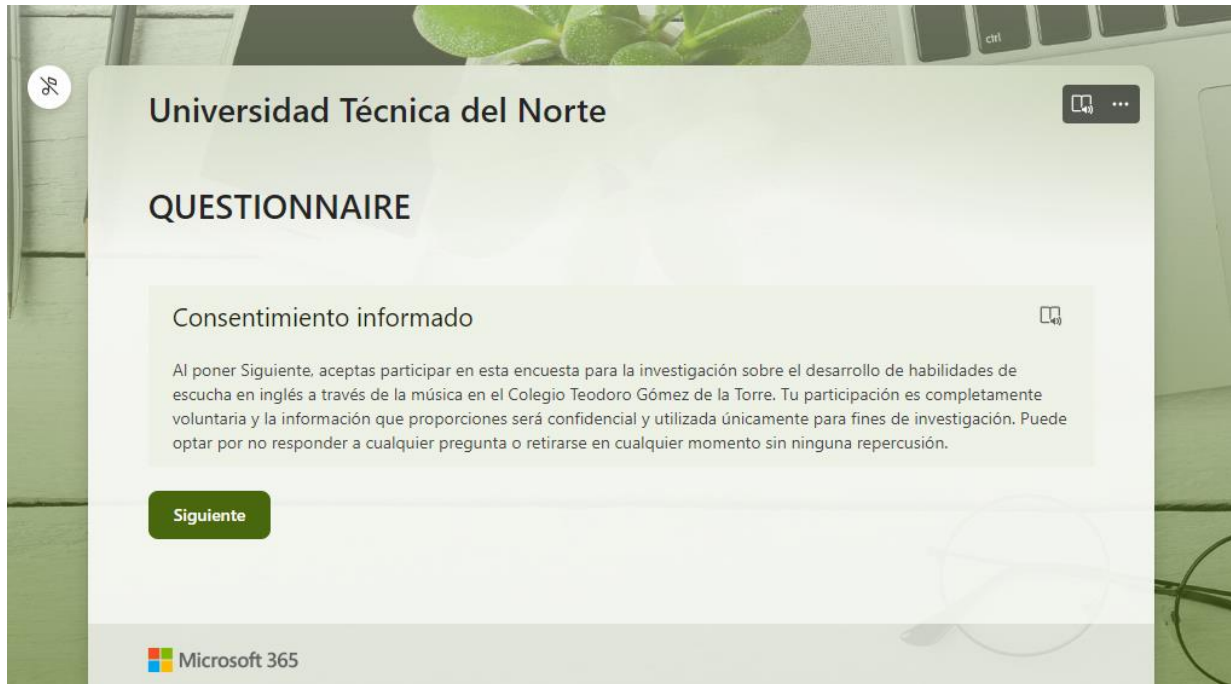 ctrl
Universidad Técnica del Norte
QUESTIONNAIRE
Consentimiento informado
Al poner Siguiente, aceptas participar en esta encuesta para la investigación sobre el desarrollo de habilidades de
escucha en inglés a través de la música en el Colegio Teodoro Gómez de la Torre. Tu participación es completamente
voluntaria y la información que proporciones será confidencial y utilizada únicamente para fines de investigación. Puede
optar por no responder a cualquier pregunta o retirarse en cualquier momento sin ninguna repercusión.
Siguiente
Microsoft 365